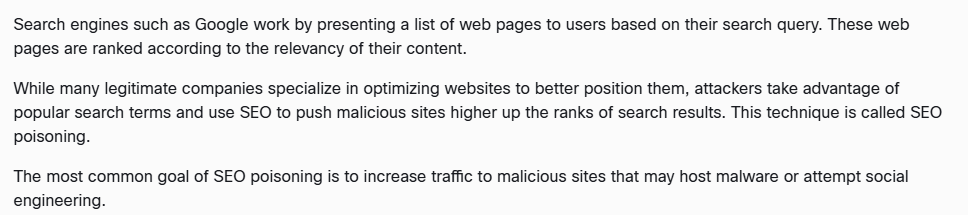 Search engines such as Google work by presenting a list of web pages to users based on their search query. These web
pages are ranked according to the relevancy of their content.
While many legitimate companies specialize in optimizing websites to better position them, attackers take advantage of
popular search terms and use SEO to push malicious sites higher up the ranks of search results. This technique is called SEO
poisoning.
The most common goal of SEO poisoning is to increase traffic to malicious sites that may host malware or attempt social
engineering.